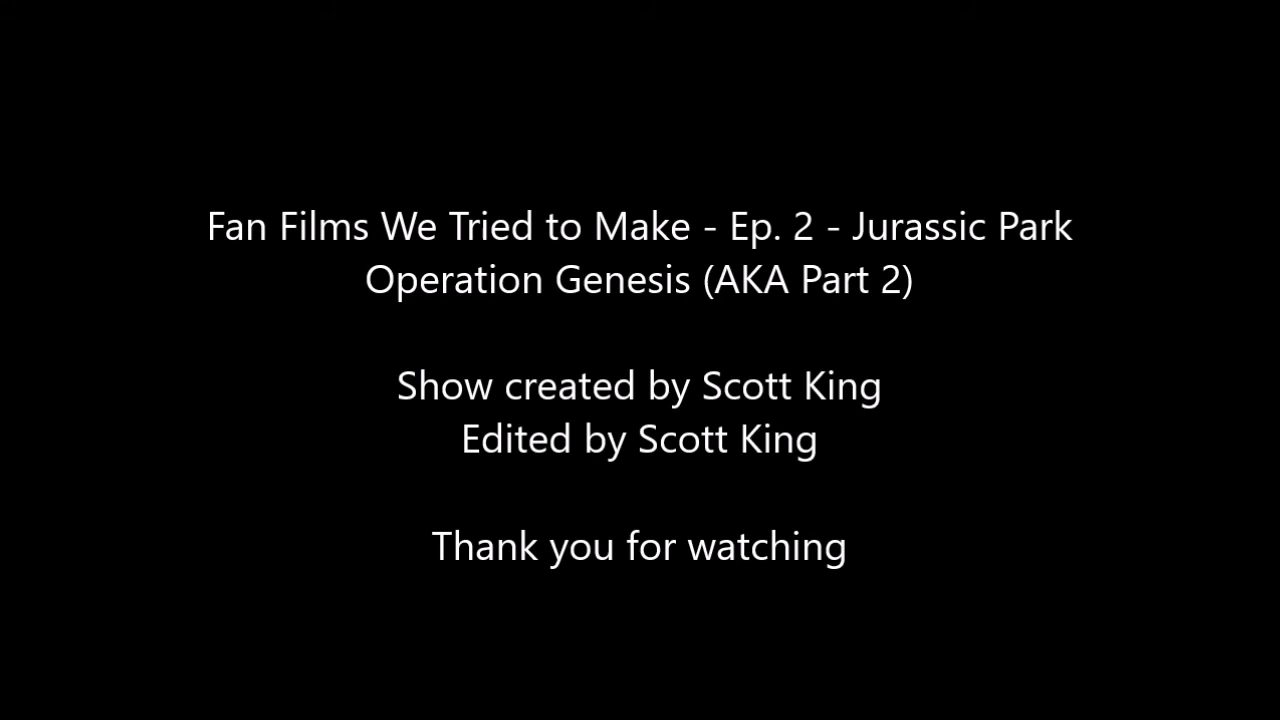 Fan Films We Tried to Make - Ep. 2 - Jurassic Park
Operation Genesis (AKA Part 2)
Show created by Scott King
Edited by Scott King
Thank you for watching